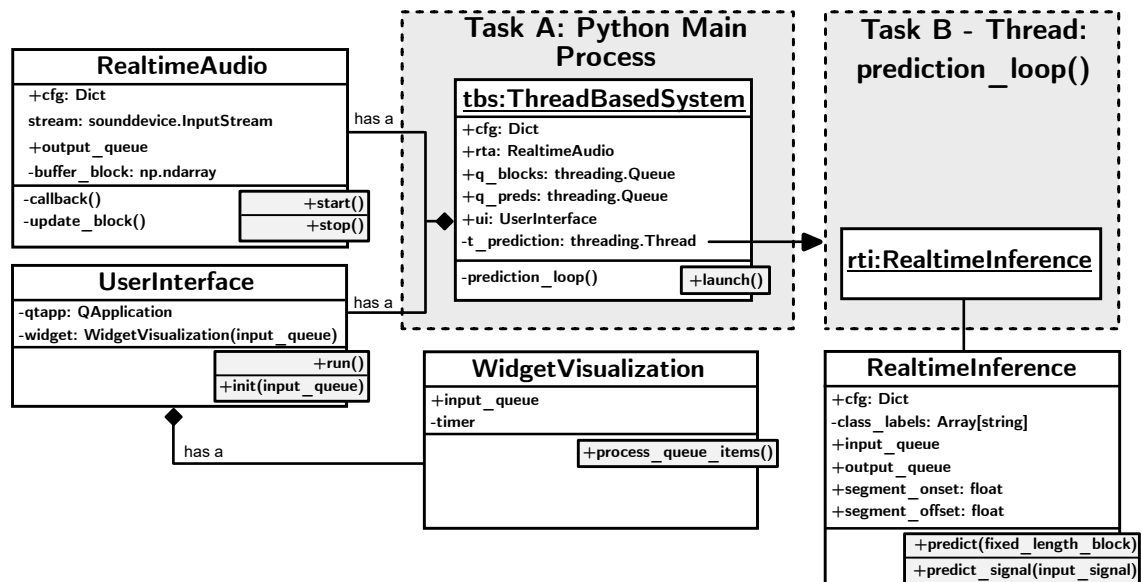 RealtimeAudio
+cfg: Dict
stream: sounddevice.InputStream
+output_queue
-buffer_block: np.ndarray
-callback()
-update_block()
+start()
+stop()
has a
UserInterface
-qtapp: QApplication
-widget: WidgetVisualization(input_queue)
+run()
+init(input_queue)
has a
has a
Task A: Python Main
Process
tbs:ThreadBasedSystem
+cfg: Dict
+rta: RealtimeAudio
+q_blocks: threading.Queue
+q_preds: threading.Queue
+ui: UserInterface
-t_prediction: threading.Thread
-prediction_loop()
+launch()
WidgetVisualization
+input_queue
-timer
+process_queue_items()
Task B - Thread:
prediction_loop()
rti:RealtimeInference
RealtimeInference
+cfg: Dict
-class_labels: Array[string]
+input_queue
+output_queue
+segment_onset: float
+segment_offset: float
+predict(fixed_length_block)
+predict_signal(input_signal)